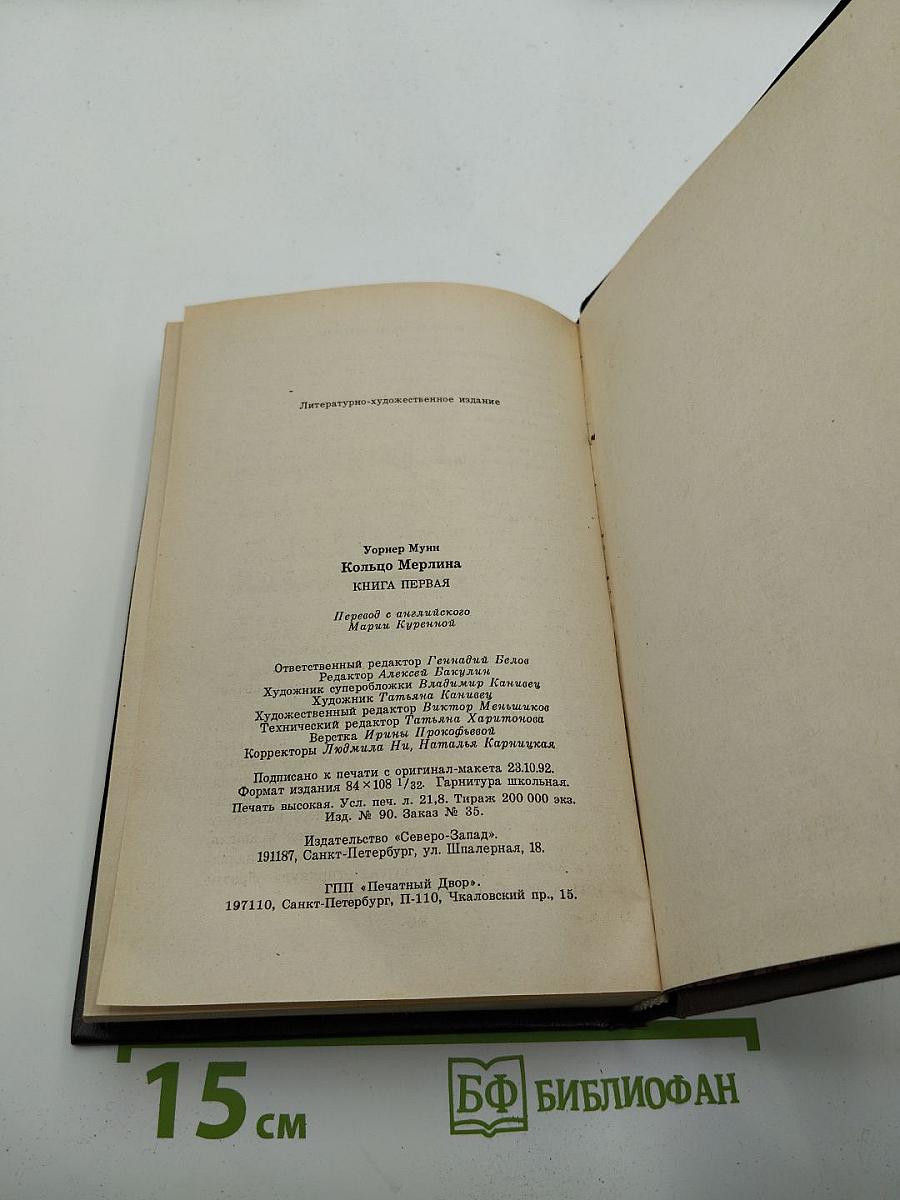 Литературно-художественное издание
Уорнер Мунн
Кольцо Мерлина
КНИГА ПЕРВАЯ
Перевод с английского
Марии Куренной
Ответственный редактор Геннадий Белов
Редактор Алексей Бакулин
Художник суперобложки Владимир Канивец
Художник Татьяна Канивец
Художественный редактор Виктор Меньшиков
Технический редактор Татьяна Харитонова
Верстка Ирины Прокофьевой
Корректоры Людмила Ни, Наталья Карницкая
Подписано к печати с оригинал-макета 23.10.92.
Формат издания 84×108 1/32. Гарнитура школьная.
Печать высокая. Усл. печ. л. 21,8. Тираж 200 000 экз.
Изд. № 90. Заказ № 35.
Издательство «Северо-Запад».
191187, Санкт-Петербург, ул. Шпалерная, 18.
ГПП «Печатный Двор».
197110, Санкт-Петербург, П-110, Чкаловский пр., 15.
15 см
БФ БИБЛИОФАН